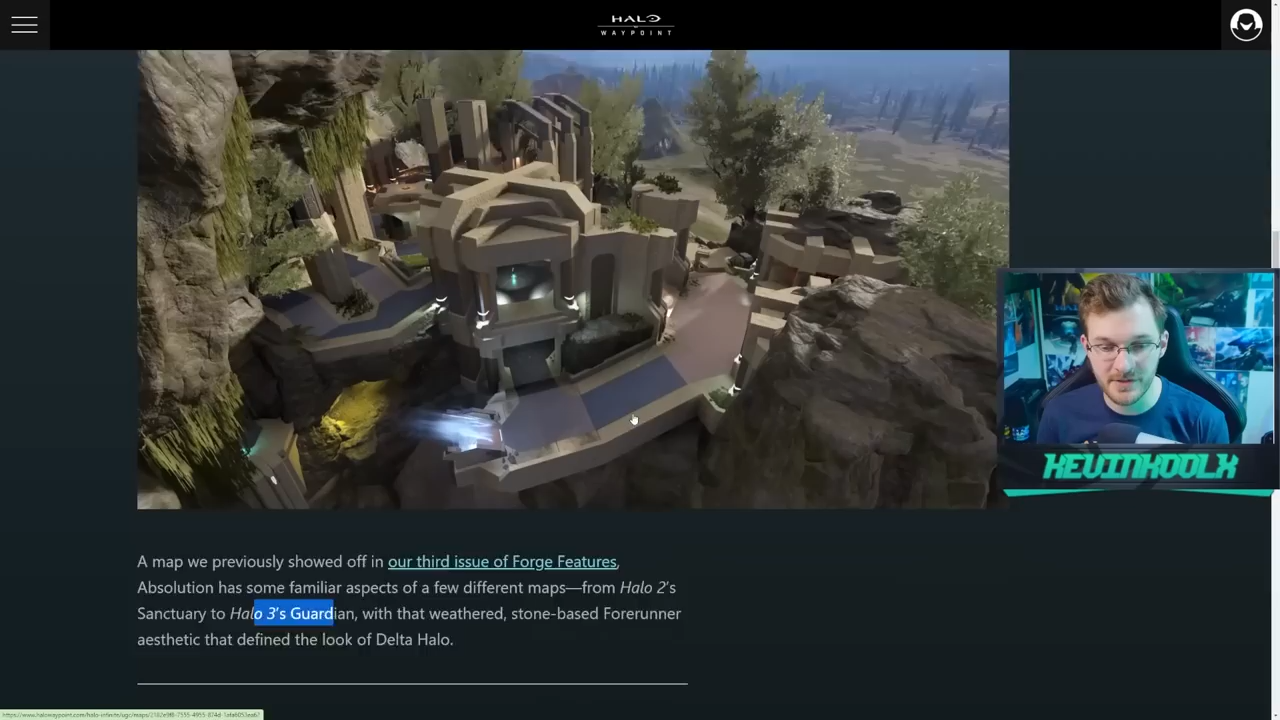 HALO
WAYPOINT
KEVINKOOLX
A map we previously showed off in our third issue of Forge Features,
Absolution has some familiar aspects of a few different maps—from Halo 2's
Sanctuary to Halo 3's Guardian, with that weathered, stone-based Forerunner
aesthetic that defined the look of Delta Halo.